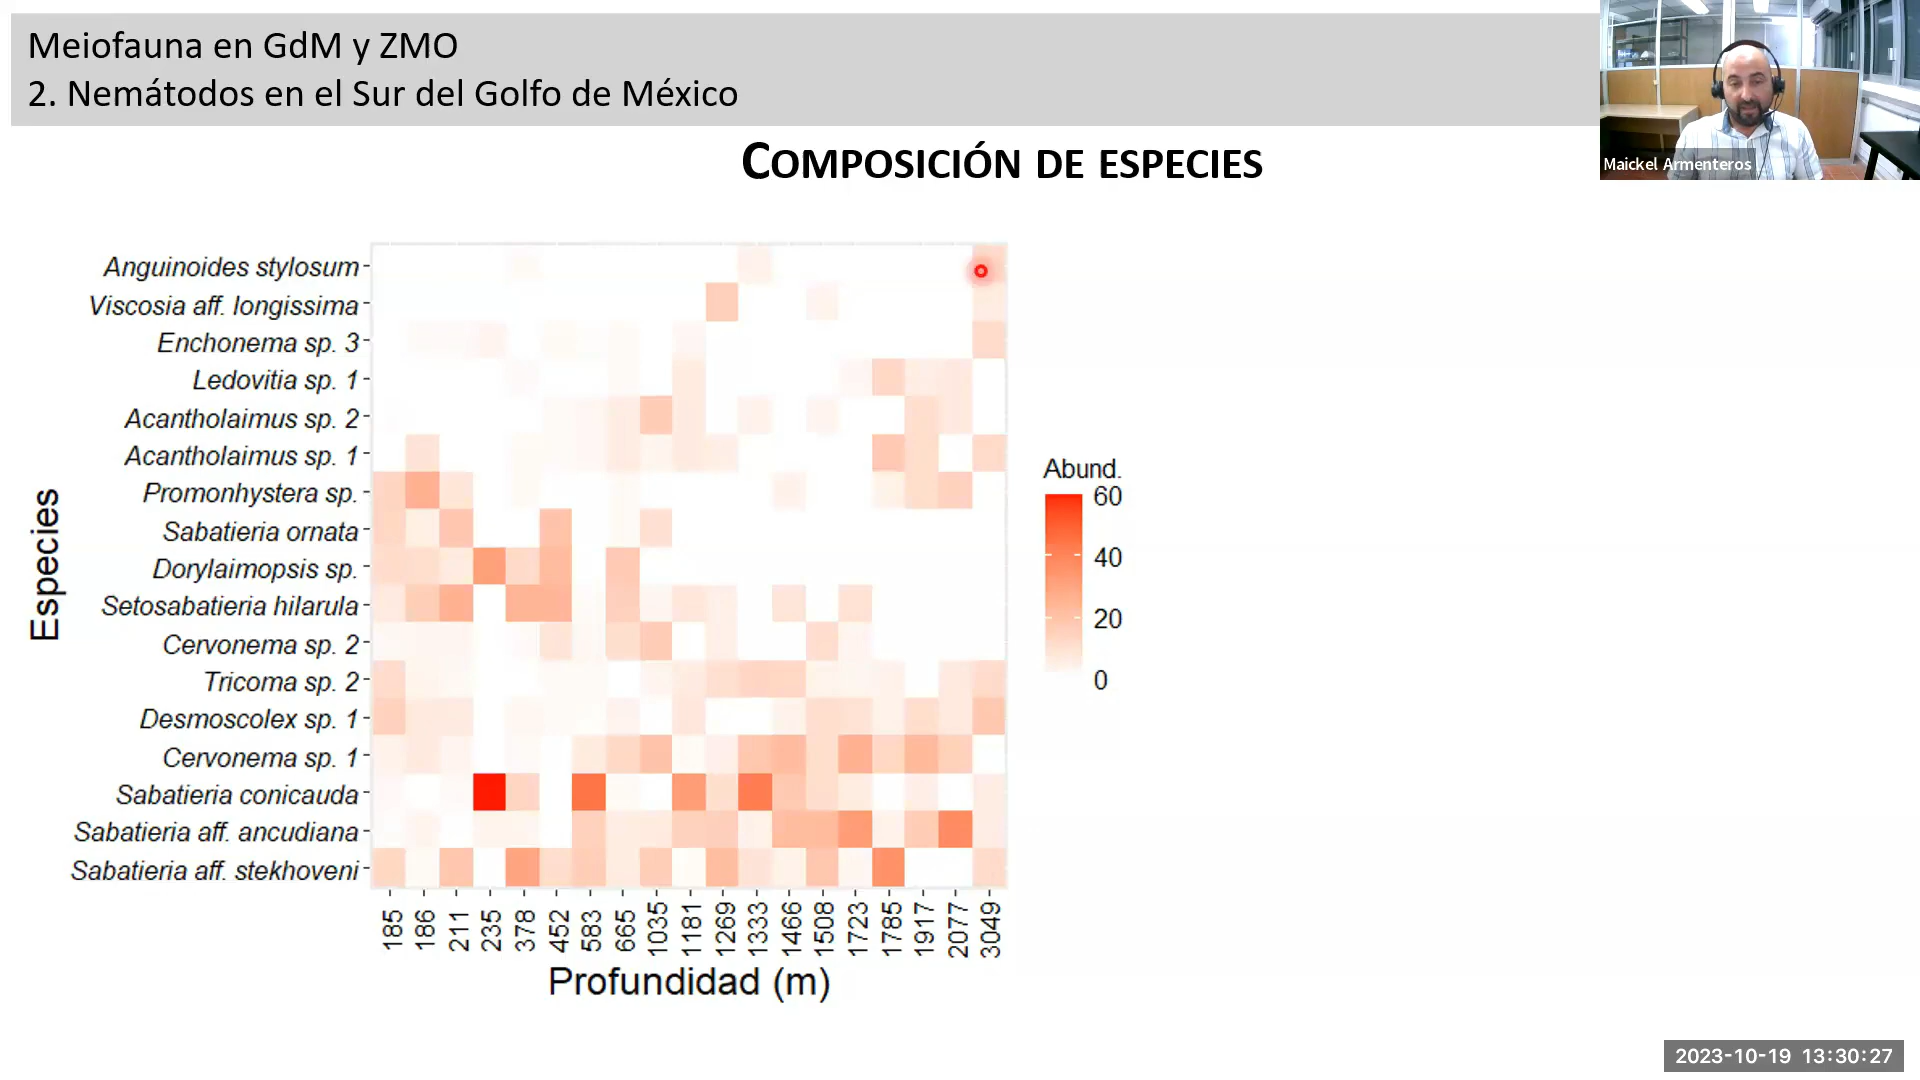 Meiofauna en GdM y ZMO
2. Nemátodos en el Sur del Golfo de México
Maickel Armenteros
COMPOSICIÓN DE ESPECIES
Especies
Anguinoides stylosum
Viscosia aff. longissima
Enchonema sp. 3
Ledovitia sp. 1
Acantholaimus sp. 2
Acantholaimus sp. 1
Promonhystera sp.
Sabatieria ornata
Dorylaimopsis sp.
Setosabatieria hilarula
Cervonema sp. 2
Tricoma sp. 2
Desmoscolex sp. 1
Cervonema sp. 1
Sabatieria conicauda
Sabatieria aff. ancudiana
Sabatieria aff. stekhoveni
185 186 211 235 378 452 583 665 1035 1181 1269 1333 1466 1508 1723 1785 1917 2077 3049
Profundidad (m)
Abund.
60
40
20
0
2023-10-19 13:30:27